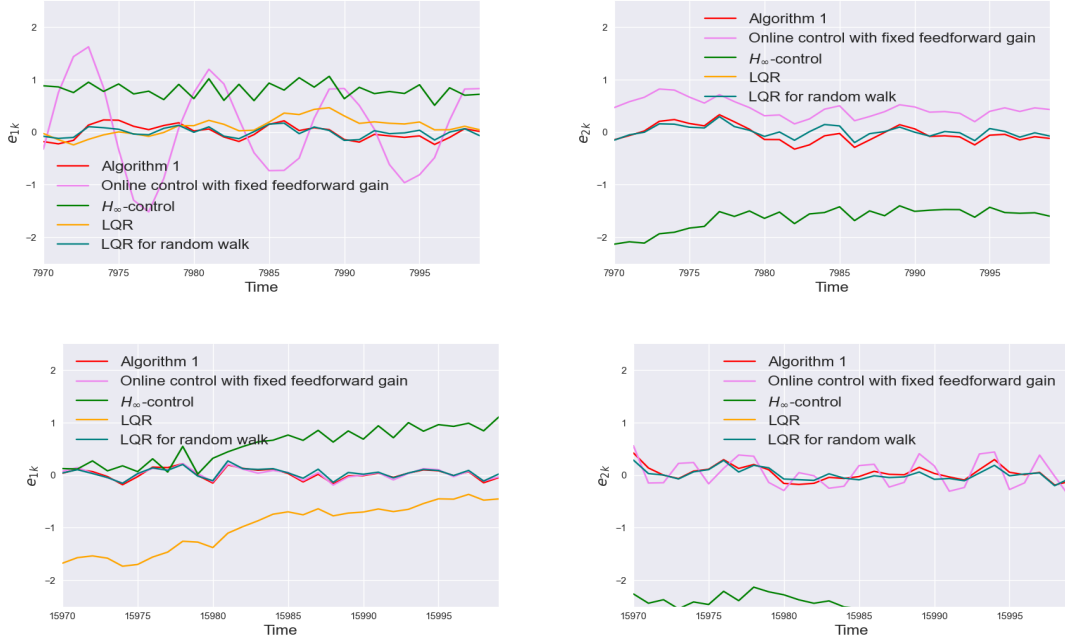 2
1
0
−1
−2
e1k
Algorithm 1
Online control with fixed feedforward gain
H∞-control
LQR
LQR for random walk
7970
7975
7980
7985
7990
7995
Time
2
1
0
−1
−2
e2k
Algorithm 1
Online control with fixed feedforward gain
H∞-control
LQR
LQR for random walk
7970
7975
7980
7985
7990
7995
Time
2
1
0
−1
−2
e1k
Algorithm 1
Online control with fixed feedforward gain
H∞-control
LQR
LQR for random walk
15970
15975
15980
15985
15990
15995
Time
2
1
0
−1
−2
e2k
Algorithm 1
Online control with fixed feedforward gain
H∞-control
LQR
LQR for random walk
15970
15975
15980
15985
15990
15995
Time